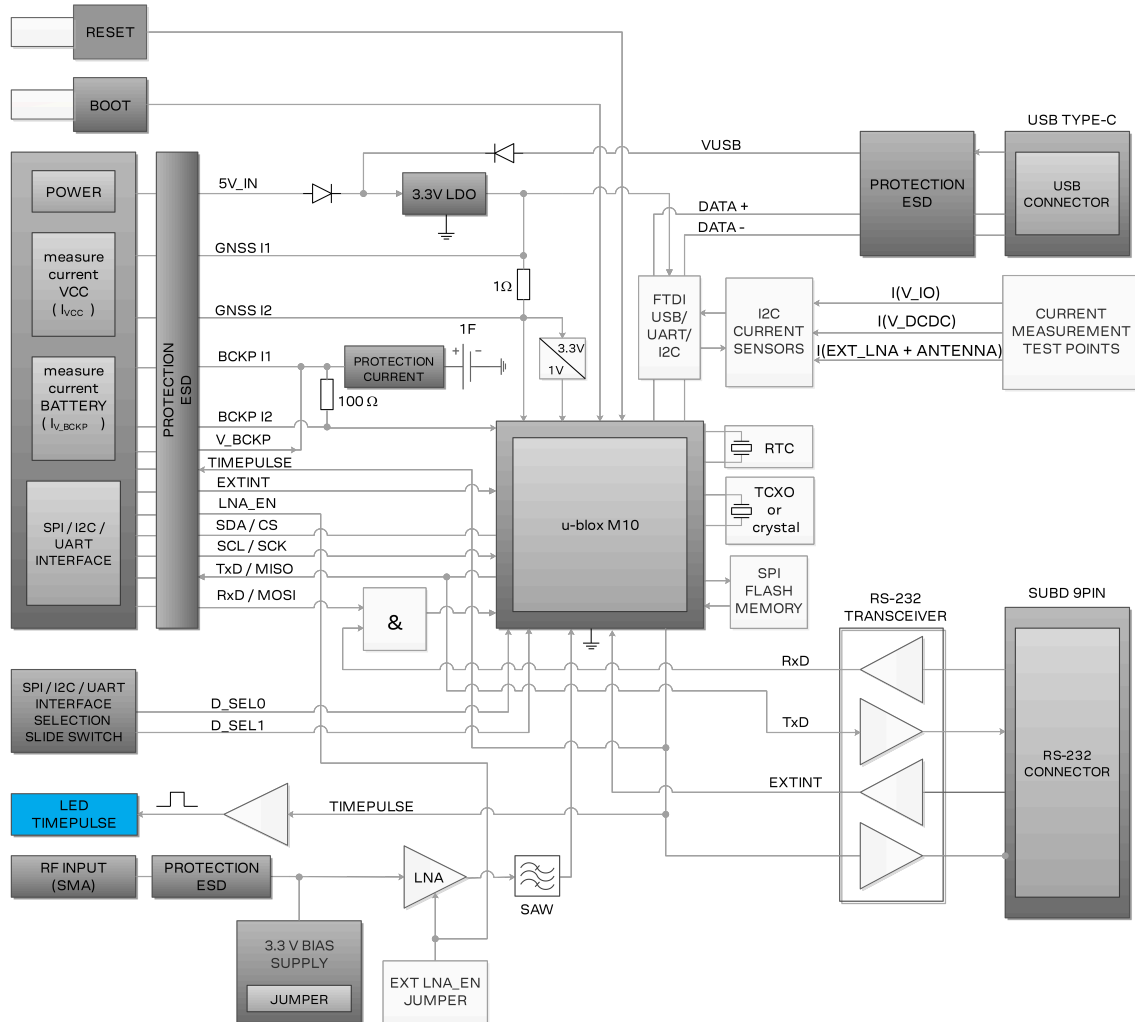 RESET
BOOT
POWER
measure
current
VCC
( IVCC )
measure
current
BATTERY
( IV_BCKP )
SPI / I2C /
UART
INTERFACE
PROTECTION
ESD
5V_IN
GNSS I1
GNSS I2
BCKP I1
BCKP I2
V_BCKP
TIMEPULSE
EXTINT
LNA_EN
SDA / CS
SCL / SCK
TxD / MISO
RxD / MOSI
3.3V LDO
1Ω
3.3V
1V
PROTECTION
CURRENT
1F
+
-
100 Ω
&
u-blox M10
VUSB
DATA +
DATA -
PROTECTION
ESD
USB TYPE-C
USB
CONNECTOR
FTDI
USB/
UART/
I2C
I2C
CURRENT
SENSORS
I(V_IO)
I(V_DCDC)
I(EXT_LNA + ANTENNA)
CURRENT
MEASUREMENT
TEST POINTS
RTC
TCXO
or
crystal
SPI
FLASH
MEMORY
RS-232
TRANSCEIVER
SUBD 9PIN
RxD
TxD
EXTINT
RS-232
CONNECTOR
SPI / I2C / UART
INTERFACE
SELECTION
SLIDE SWITCH
D_SEL0
D_SEL1
LED
TIMEPULSE
TIMEPULSE
RF INPUT
(SMA)
PROTECTION
ESD
LNA
SAW
3.3 V BIAS
SUPPLY
JUMPER
EXT LNA_EN
JUMPER